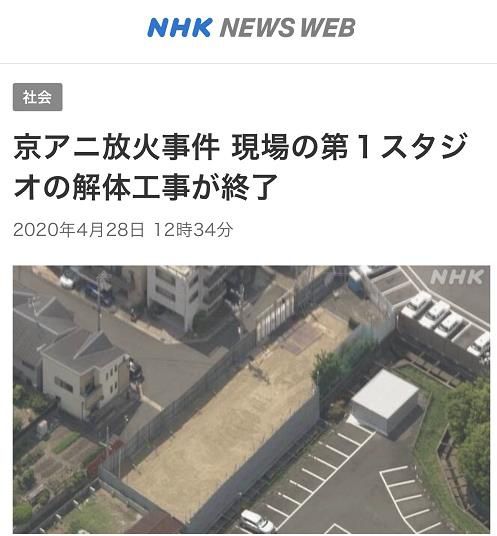 NHK NEWS WEB
社会
京アニ放火事件 現場の第１スタジ
オの解体工事が終了
2020年4月28日 12時34分
NHK